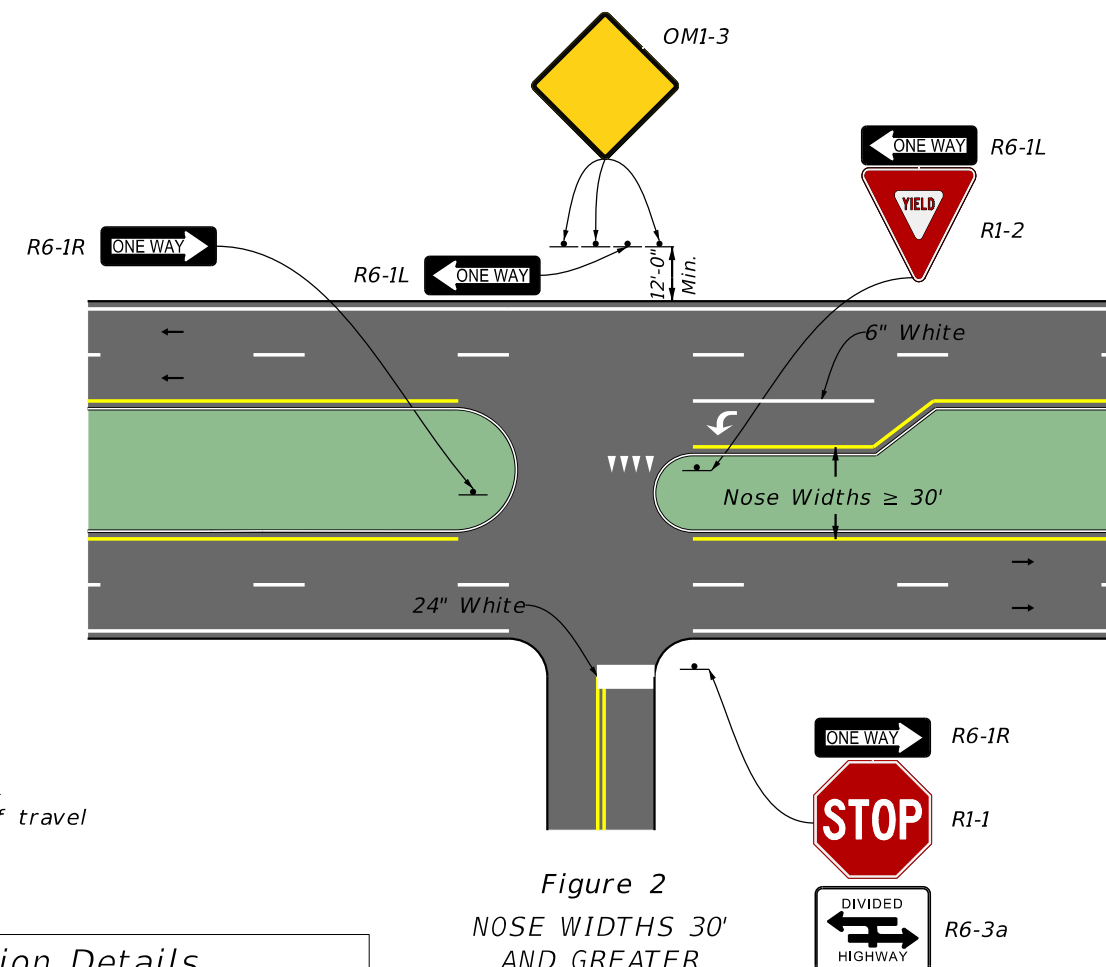 OM1-3
ONE WAY
R6-1L
YIELD
R1-2
R6-1R
ONE WAY
R6-1L
ONE WAY
12'-0"
Min.
6" White
Nose Widths ≥ 30'
24" White
ONE WAY
R6-1R
STOP
R1-1
travel
DIVIDED
HIGHWAY
R6-3a
Figure 2
NOSE WIDTHS 30'
AND GREATER
Details